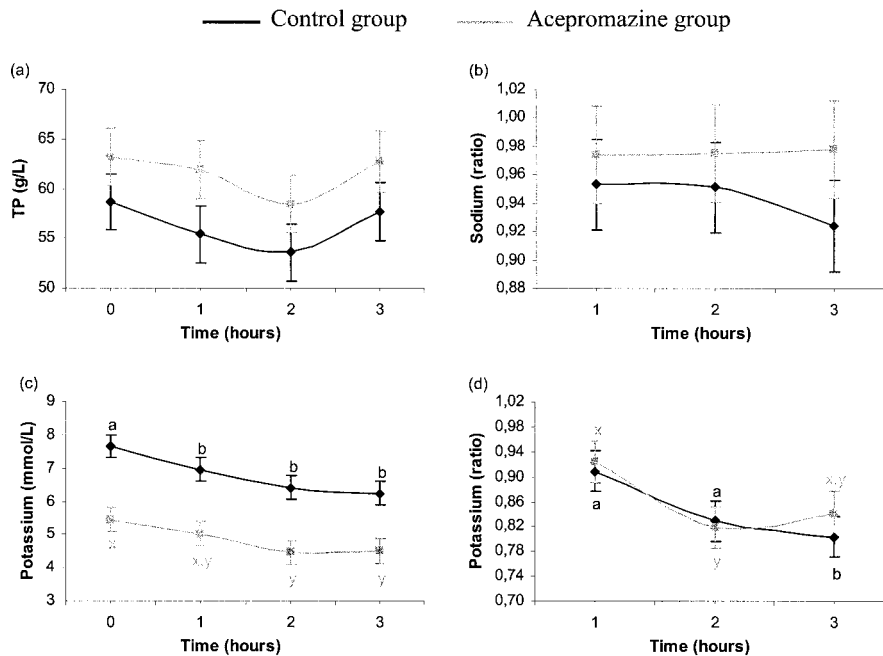 Control group Acepromazine group
(a)
70
65
60
55
50
TP (g/L)
0 1 2 3
Time (hours)
(b)
1,02
1,00
0,98
0,96
0,94
0,92
0,90
0,88
Sodium (ratio)
1 2 3
Time (hours)
(c)
9
8
7
6
5
4
3
Potassium (mmol/L)
a b b b
x x,y y y
0 1 2 3
Time (hours)
(d)
1,02
0,98
0,94
0,90
0,86
0,82
0,78
0,74
0,70
Potassium (ratio)
x a x,y
a y b
1 2 3
Time (hours)